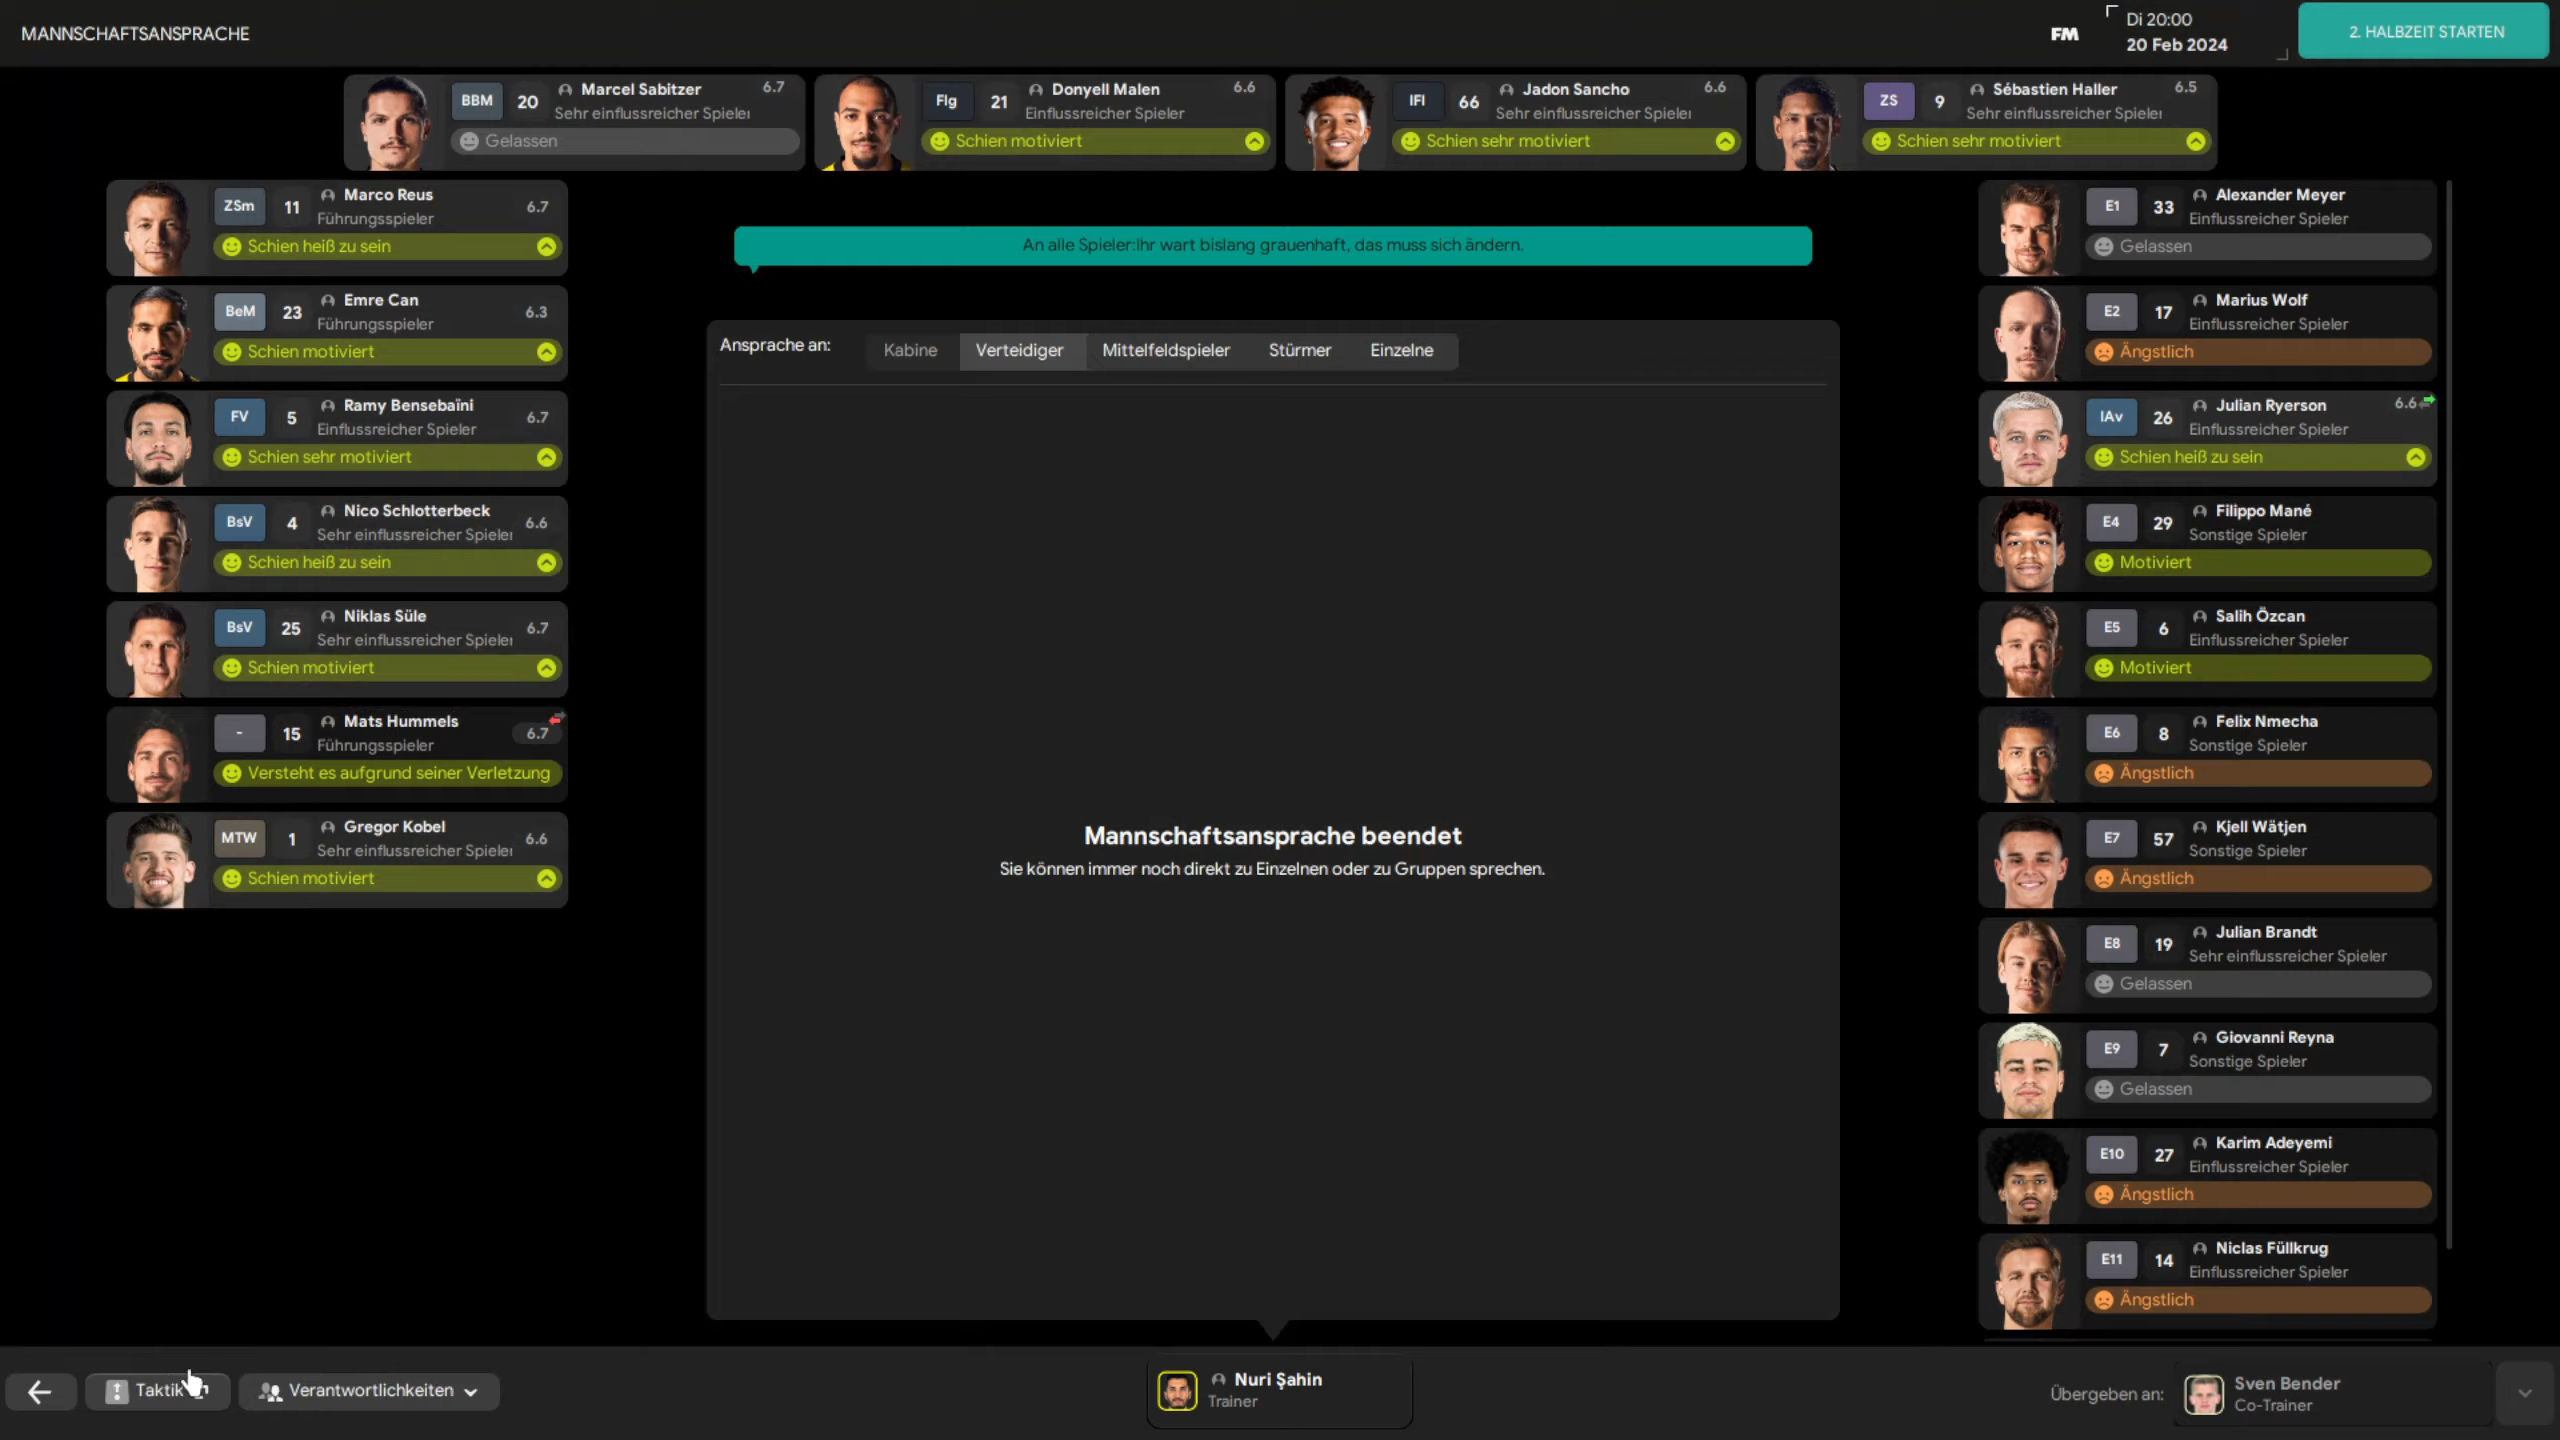 MANNSCHAFTSANSPRACHE
FM
Di 20:00
20 Feb 2024
2. HALBZEIT STARTEN
BBM 20 Marcel Sabitzer 6.7
Sehr einflussreicher Spieler
Gelassen
Flg 21 Donyell Malen 6.6
Einflussreicher Spieler
Schien motiviert
IFl 66 Jadon Sancho 6.6
Sehr einflussreicher Spieler
Schien sehr motiviert
ZS 9 Sébastien Haller 6.5
Sehr einflussreicher Spieler
Schien sehr motiviert
ZSm 11 Marco Reus 6.7
Führungsspieler
Schien heiß zu sein
BeM 23 Emre Can 6.3
Führungsspieler
Schien motiviert
FV 5 Ramy Bensebaïni 6.7
Einflussreicher Spieler
Schien sehr motiviert
BsV 4 Nico Schlotterbeck 6.6
Sehr einflussreicher Spieler
Schien heiß zu sein
BsV 25 Niklas Süle 6.7
Sehr einflussreicher Spieler
Schien motiviert
- 15 Mats Hummels 6.7
Führungsspieler
Versteht es aufgrund seiner Verletzung
MTW 1 Gregor Kobel 6.6
Sehr einflussreicher Spieler
Schien motiviert
An alle Spieler:Ihr wart bislang grauenhaft, das muss sich ändern.
Ansprache an: Kabine Verteidiger Mittelfeldspieler Stürmer Einzelne
Mannschaftsansprache beendet
Sie können immer noch direkt zu Einzelnen oder zu Gruppen sprechen.
E1 33 Alexander Meyer
Einflussreicher Spieler
Gelassen
E2 17 Marius Wolf
Einflussreicher Spieler
Ängstlich
IAv 26 Julian Ryerson 6.6
Einflussreicher Spieler
Schien heiß zu sein
E4 29 Filippo Mané
Sonstige Spieler
Motiviert
E5 6 Salih Özcan
Einflussreicher Spieler
Motiviert
E6 8 Felix Nmecha
Sonstige Spieler
Ängstlich
E7 57 Kjell Wätjen
Sonstige Spieler
Ängstlich
E8 19 Julian Brandt
Sehr einflussreicher Spieler
Gelassen
E9 7 Giovanni Reyna
Sonstige Spieler
Gelassen
E10 27 Karim Adeyemi
Einflussreicher Spieler
Ängstlich
E11 14 Niclas Füllkrug
Einflussreicher Spieler
Ängstlich
Taktik
Verantwortlichkeiten
Nuri Şahin
Trainer
Übergeben an:
Sven Bender
Co-Trainer